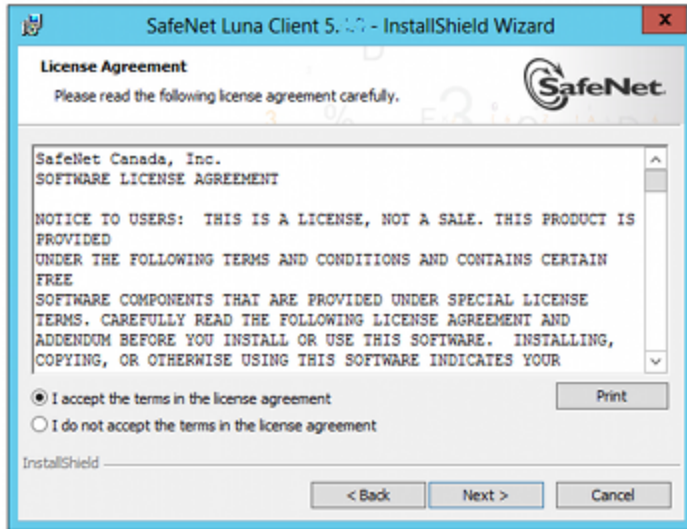 SafeNet Luna Client 5. - InstallShield Wizard
x
License Agreement
Please read the following license agreement carefully.
SafeNet.
SafeNet Canada, Inc.
SOFTWARE LICENSE AGREEMENT
NOTICE TO USERS: THIS IS A LICENSE, NOT A SALE. THIS PRODUCT IS
PROVIDED
UNDER THE FOLLOWING TERMS AND CONDITIONS AND CONTAINS CERTAIN
FREE
SOFTWARE COMPONENTS THAT ARE PROVIDED UNDER SPECIAL LICENSE
TERMS. CAREFULLY READ THE FOLLOWING LICENSE AGREEMENT AND
ADDENDUM BEFORE YOU INSTALL OR USE THIS SOFTWARE. INSTALLING,
COPYING, OR OTHERWISE USING THIS SOFTWARE INDICATES YOUR
I accept the terms in the license agreement
Print
I do not accept the terms in the license agreement
InstallShield
< Back
Next >
Cancel